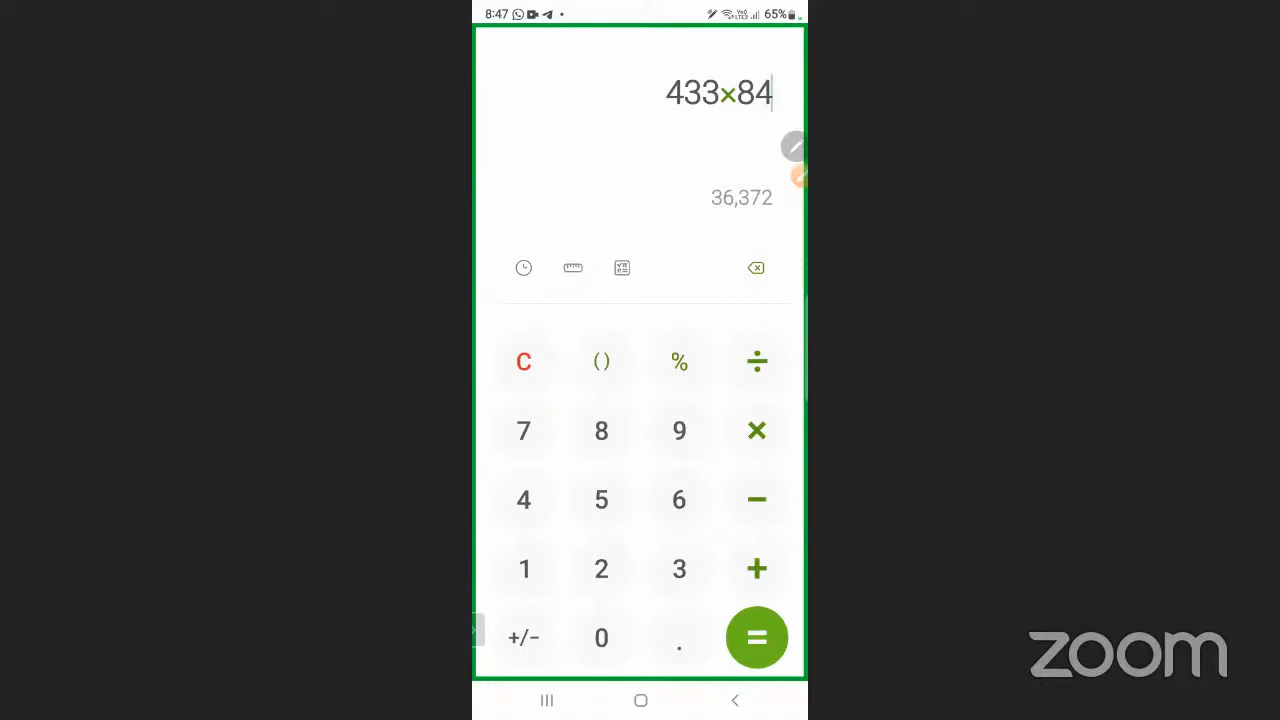 8:47 65%
433×84
36,372
C () % ÷
7 8 9 ×
4 5 6 −
1 2 3 +
+/− 0 . =
zoom